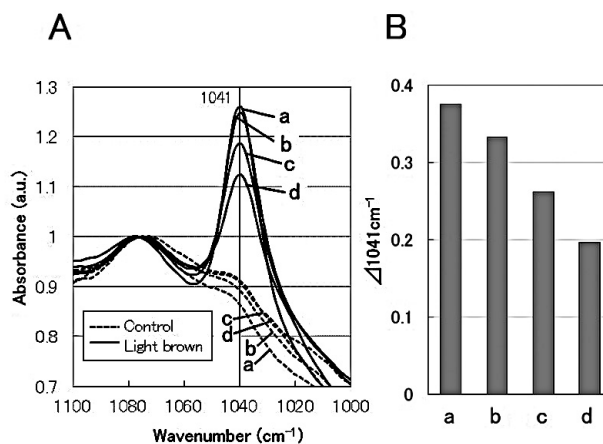 A
Absorbance (a.u.)
1.3
1.2
1.1
1
0.9
0.8
0.7
1041
a
b
c
d
c
d
b
a
Control
Light brown
1100
1080
1060
1040
1020
1000
Wavenumber (cm⁻¹)
B
⊿1041cm⁻¹
0.4
0.3
0.2
0.1
0
a
b
c
d